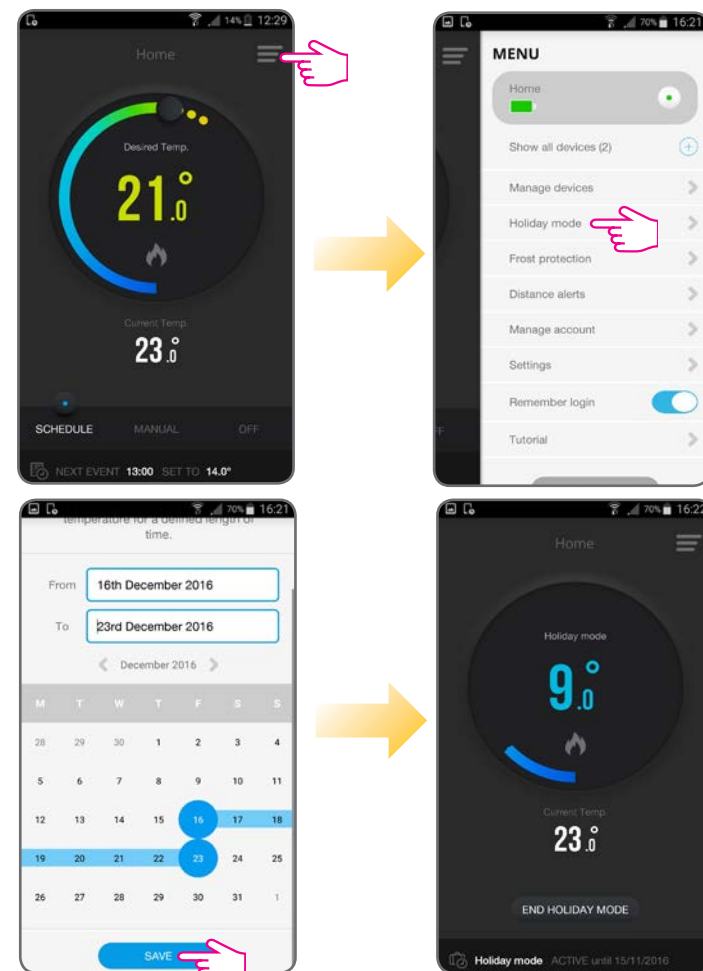 14% 12:29
Home
Desired Temp.
21.0°
Current Temp.
23.0°
SCHEDULE MANUAL OFF
NEXT EVENT 13:00 SET TO 14.0°
70% 16:21
MENU
Home
Show all devices (2)
Manage devices
Holiday mode
Frost protection
Distance alerts
Manage account
Settings
Remember login
Tutorial
70% 16:21
temperature for a defined length of
time.
From 16th December 2016
To 23rd December 2016
December 2016
M T W T F S S
28 29 30 1 2 3 4
5 6 7 8 9 10 11
12 13 14 15 16 17 18
19 20 21 22 23 24 25
26 27 28 29 30 31 1
SAVE
70% 16:22
Home
Holiday mode
9.0°
Current Temp.
23.0°
END HOLIDAY MODE
Holiday mode ACTIVE until 15/11/2016